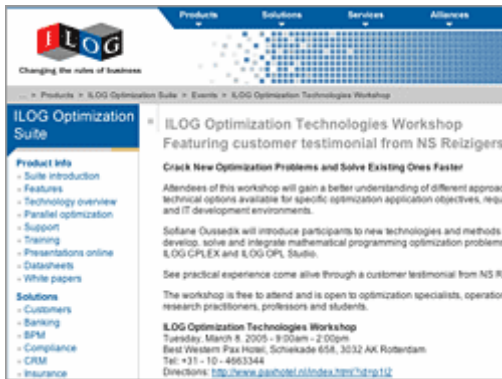 Products Solutions Services Alliances
ILOG
Changing the rules of business
... > Products > ILOG Optimization Suite > Events > ILOG Optimization Technologies Workshop
ILOG Optimization
Suite
Product Info
Suite introduction
Features
Technology overview
Parallel optimization
Support
Training
Presentations online
Datasheets
White papers
Solutions
Customers
Banking
BPM
Compliance
CRM
Insurance
ILOG Optimization Technologies Workshop
Featuring customer testimonial from NS Reizigers
Crack New Optimization Problems and Solve Existing Ones Faster
Attendees of this workshop will gain a better understanding of different approac
technical options available for specific optimization application objectives, requ
and IT development environments.
Sofiane Oussedik will introduce participants to new technologies and methods
develop, solve and integrate mathematical programming optimization problem
ILOG CPLEX and ILOG OPL Studio.
See practical experience come alive through a customer testimonial from NS R
The workshop is free to attend and is open to optimization specialists, operation
research practitioners, professors and students.
ILOG Optimization Technologies Workshop
Tuesday, March 8, 2005 - 9:00am - 2:00pm
Best Western Pax Hotel, Schiekade 658, 3032 AK Rotterdam
Tel: +31 - 10 - 4663344
Directions: http://www.paxhotel.nl/index.html?id=p1l2